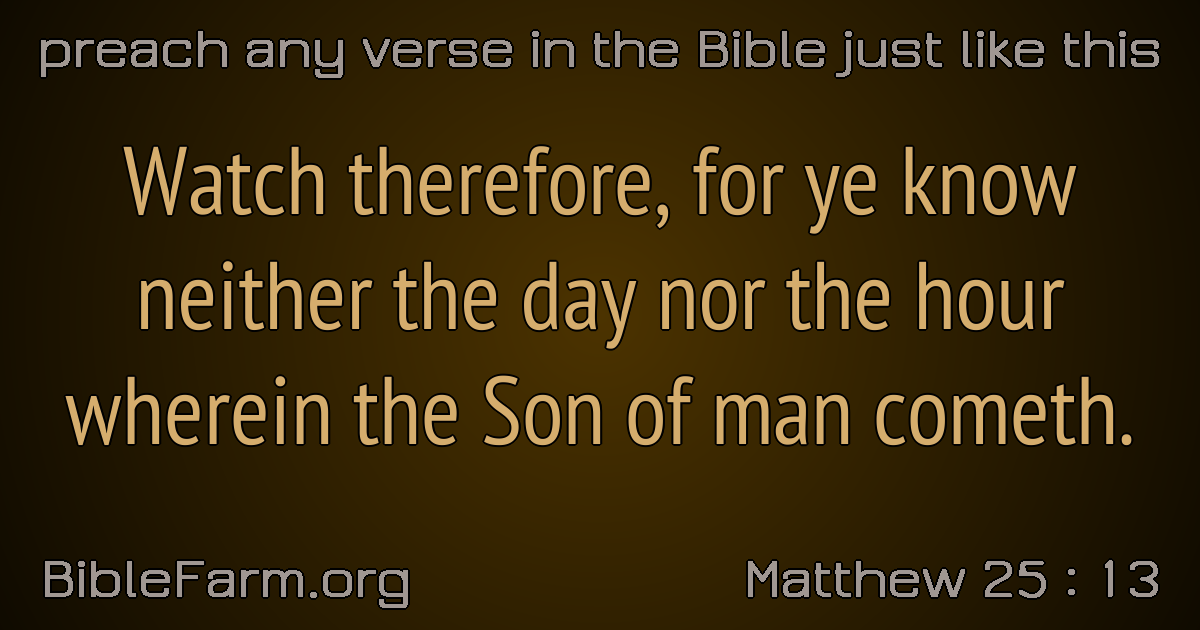 preach any verse in the Bible just like this
Watch therefore, for ye know
neither the day nor the hour
wherein the Son of man cometh.
BibleFarm.org
Matthew 25 : 13